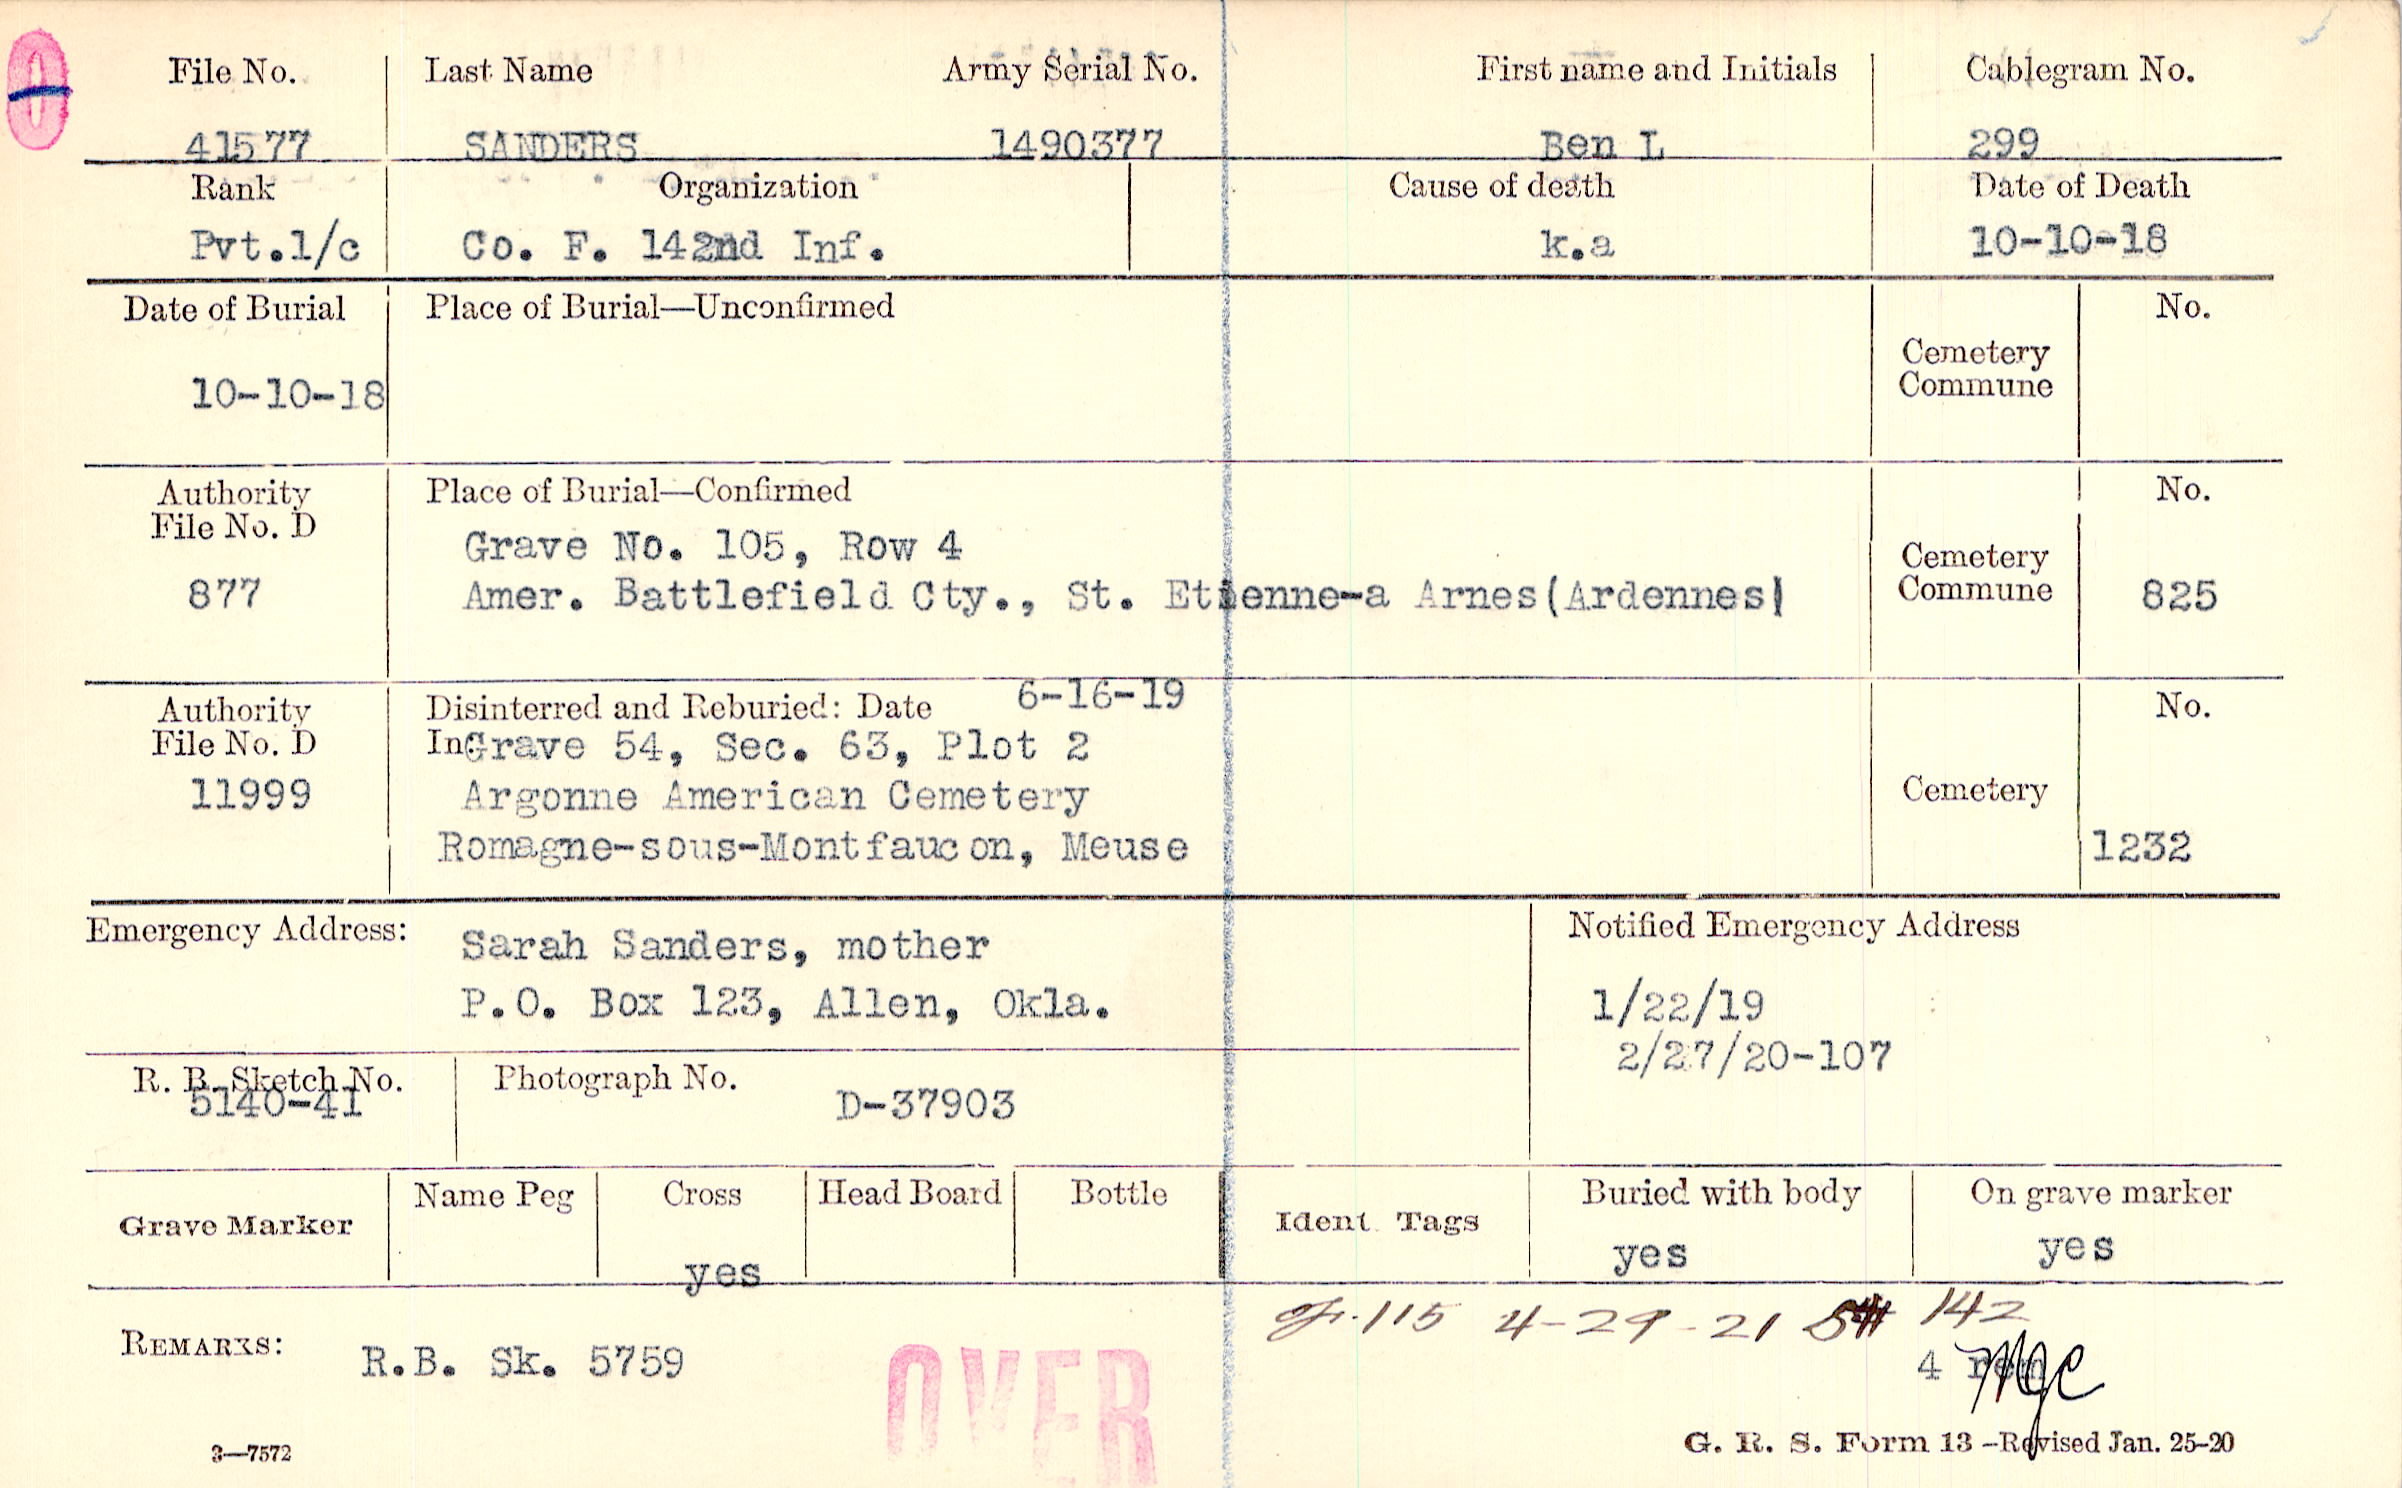 File No. Last Name Army Serial No. First name and Initials Cablegram No.
41577 SANDERS 1490377 Ben L 299
Rank Organization Cause of death Date of Death
Pvt.1/c Co. F. 142nd Inf. k.a 10-10-18
Date of Burial Place of Burial—Unconfirmed No.
Cemetery
Commune
10-10-18
Authority Place of Burial—Confirmed No.
File No. D
Grave No. 105, Row 4
Cemetery
Commune
877 Amer. Battlefield Cty., St. Etienne-a Arnes(Ardennes) 825
Authority Disinterred and Reburied: Date 6-16-19 No.
File No. D In Grave 54, Sec. 63, Plot 2
11999 Argonne American Cemetery Cemetery
Romagne-sous-Montfaucon, Meuse 1232
Emergency Address: Notified Emergency Address
Sarah Sanders, mother
P.O. Box 123, Allen, Okla. 1/22/19
2/27/20-107
R. B. Sketch No. Photograph No.
5140-41 D-37903
Grave Marker Name Peg Cross Head Board Bottle Ident. Tags Buried with body On grave marker
yes yes yes
115 4-29-21 142
REMARKS: R.B. Sk. 5759 4
OVER
3—7572 G. R. S. Form 13—Revised Jan. 25-20